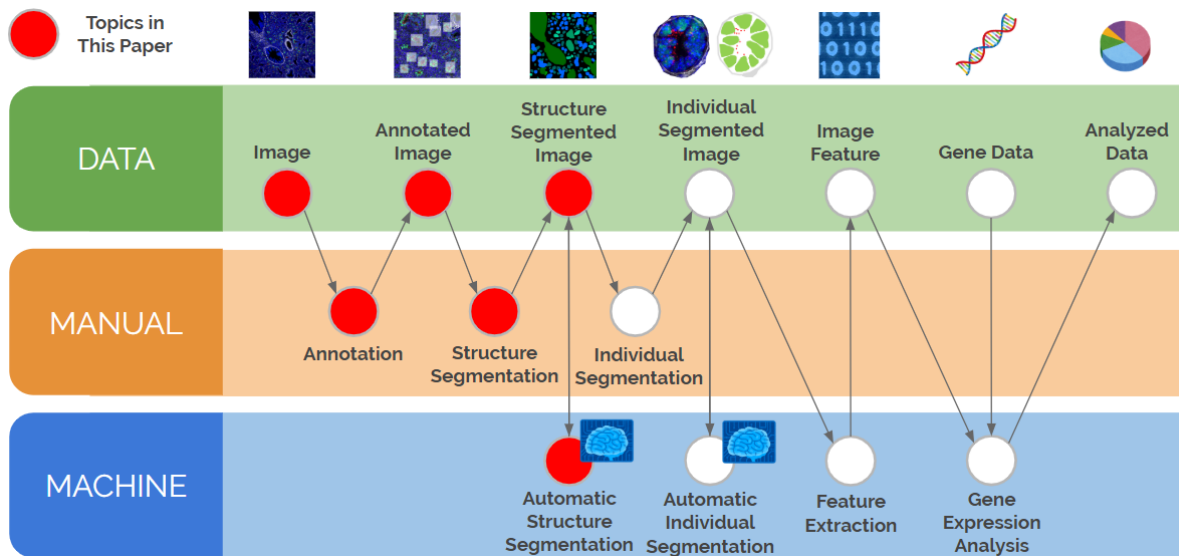 Topics in
This Paper
01011
10100
DATA
Image
Annotated
Image
Structure
Segmented
Image
Individual
Segmented
Image
Image
Feature
Gene Data
Analyzed
Data
MANUAL
Annotation
Structure
Segmentation
Individual
Segmentation
MACHINE
Automatic
Structure
Segmentation
Automatic
Individual
Segmentation
Feature
Extraction
Gene
Expression
Analysis